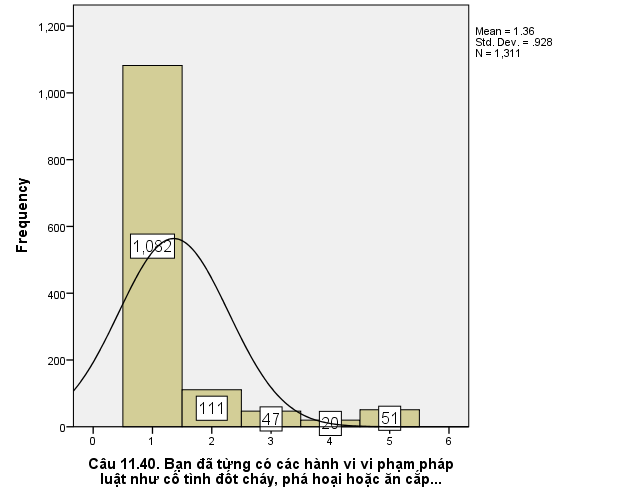 1,200
1,000
800
600
400
200
0
Frequency
1,082
111
47
20
51
0 1 2 3 4 5 6
Mean = 1.36
Std. Dev. = .928
N = 1,311
Câu 11.40. Bạn đã từng có các hành vi vi phạm pháp
luật như cố tình đốt cháy, phá hoại hoặc ăn cắp...